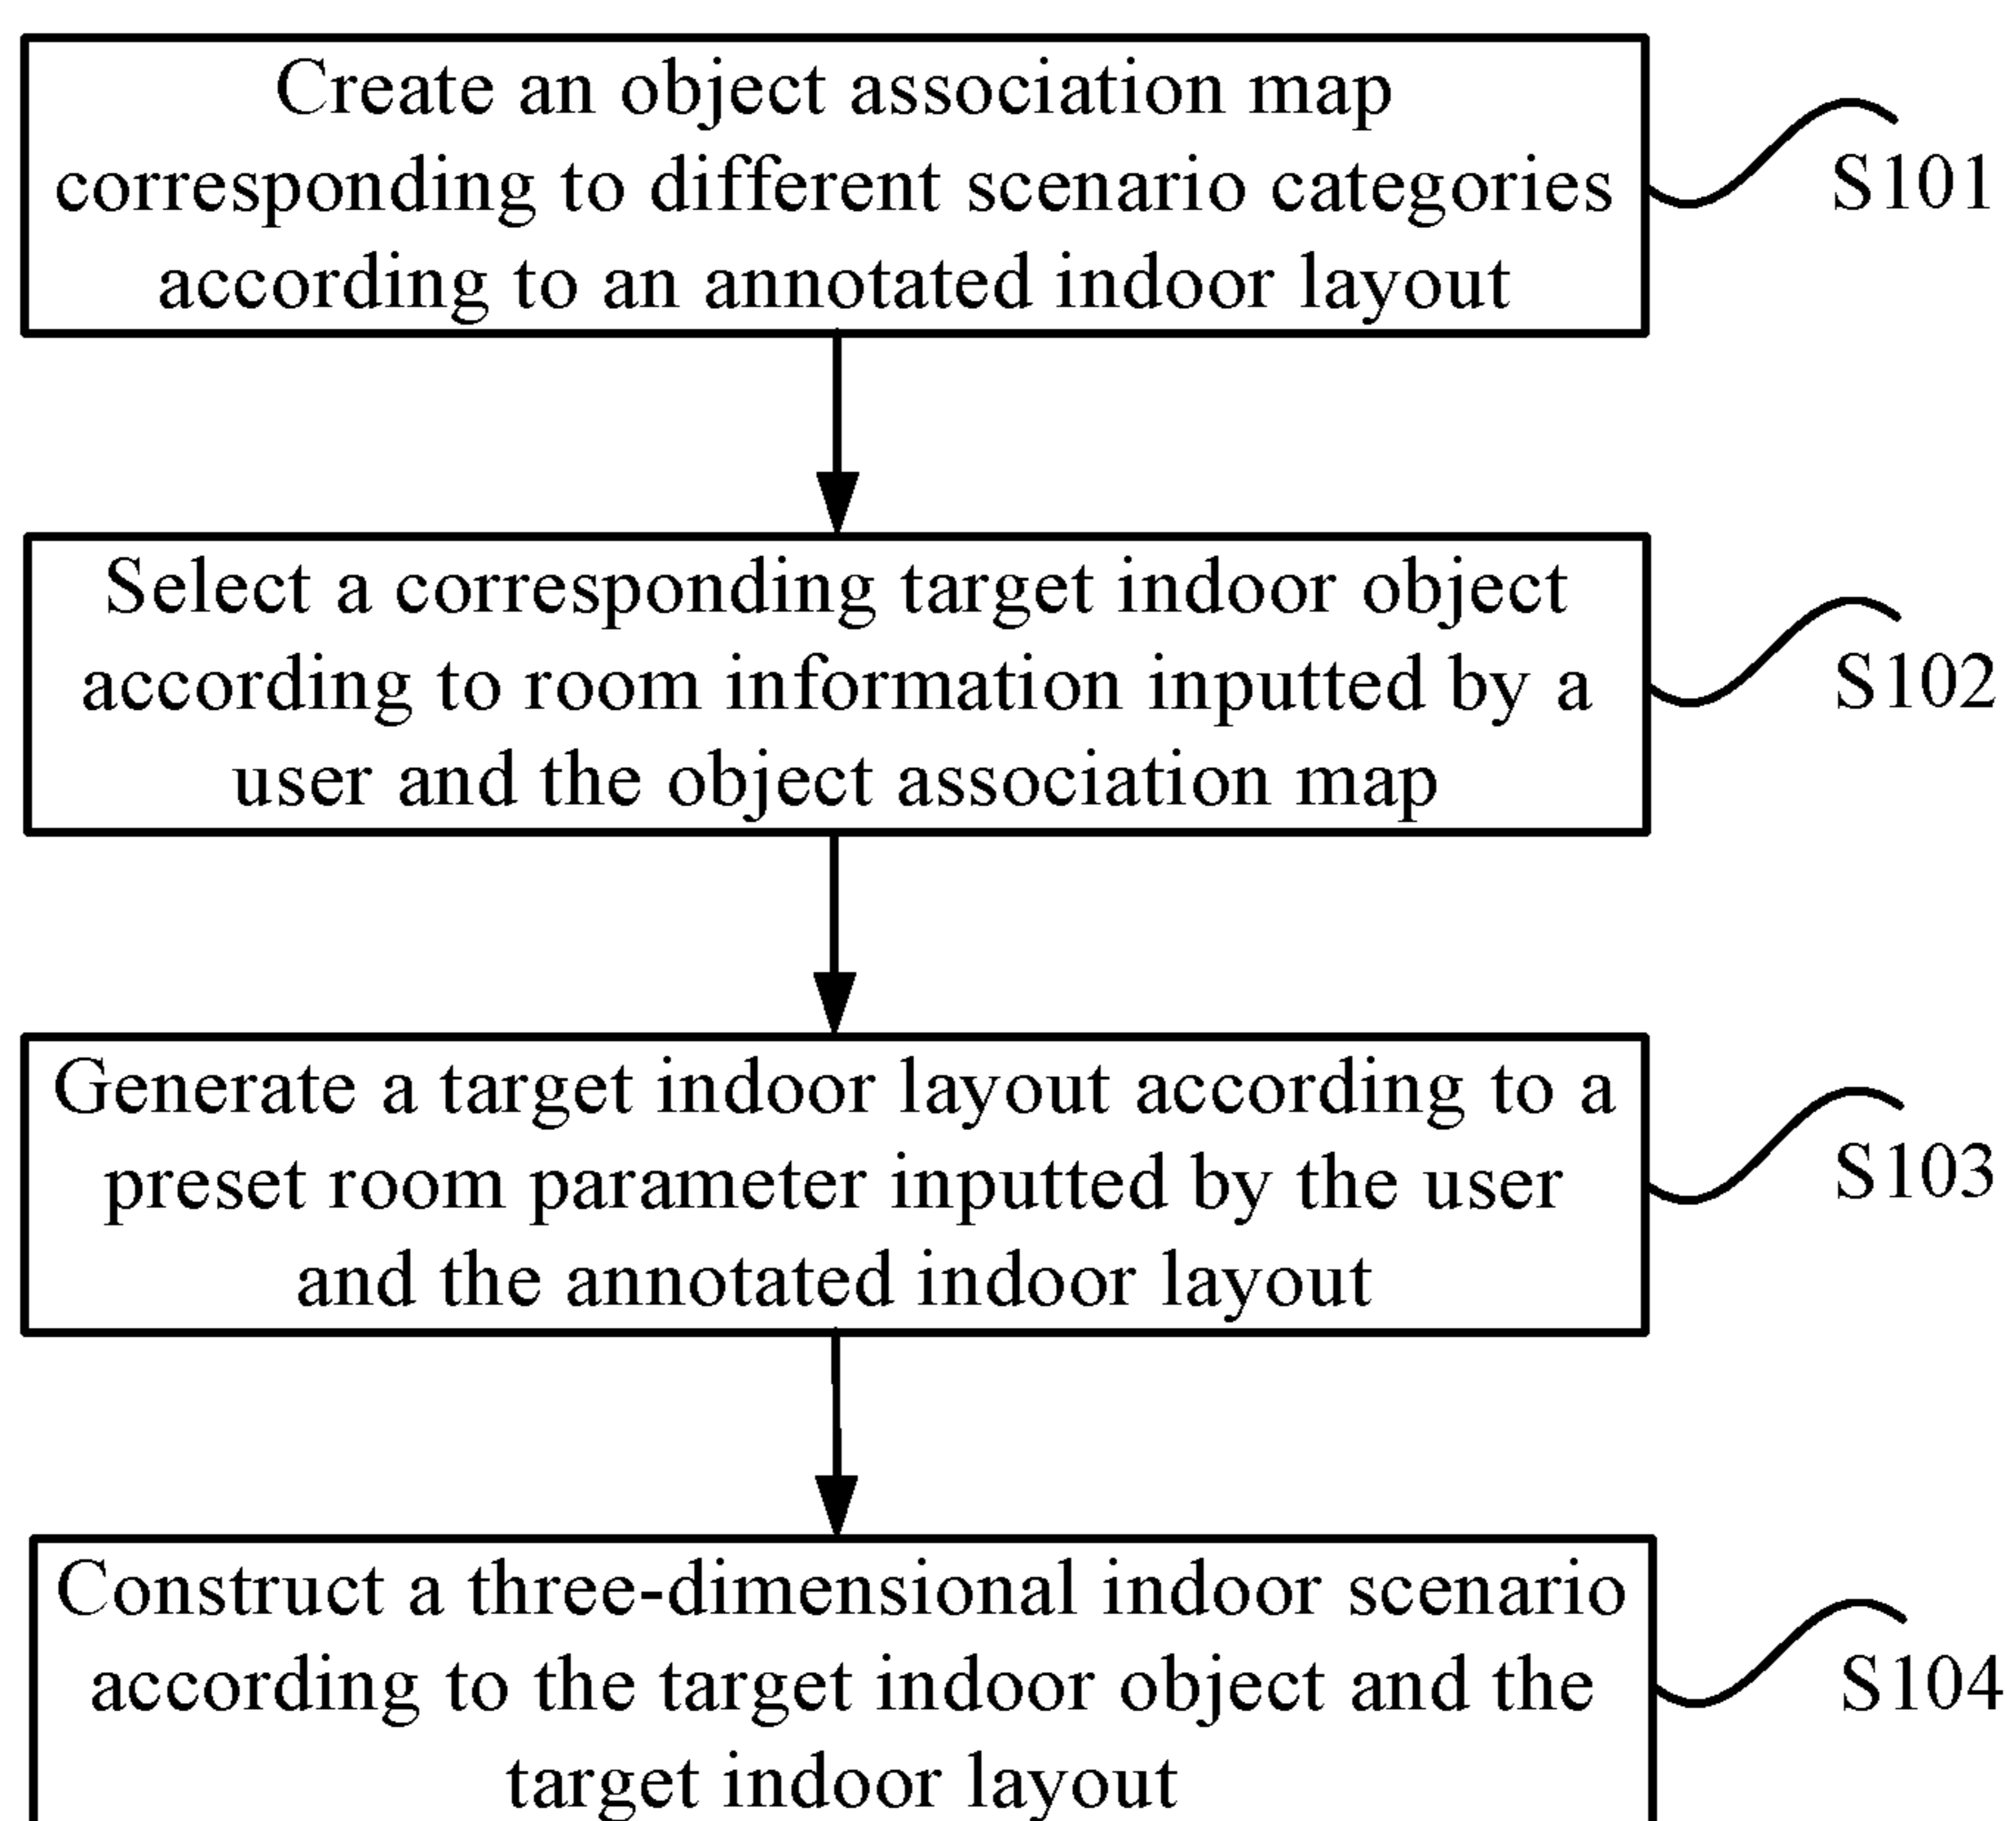 Create an object association map
corresponding to different scenario categories
according to an annotated indoor layout
S101
Select a corresponding target indoor object
according to room information inputted by a
user and the object association map
S102
Generate a target indoor layout according to a
preset room parameter inputted by the user
and the annotated indoor layout
S103
Construct a three-dimensional indoor scenario
according to the target indoor object and the
target indoor layout
S104